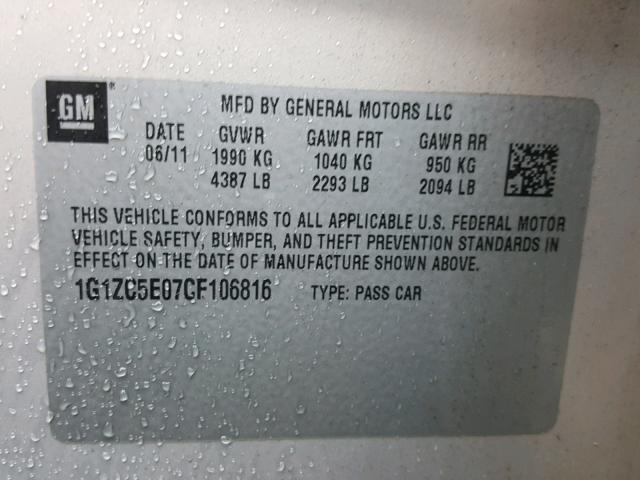 GM
MFD BY GENERAL MOTORS LLC
DATE GVWR GAWR FRT GAWR RR
06/11 1990 KG 1040 KG 950 KG
4387 LB 2293 LB 2094 LB
THIS VEHICLE CONFORMS TO ALL APPLICABLE U.S. FEDERAL MOTOR
VEHICLE SAFETY, BUMPER, AND THEFT PREVENTION STANDARDS IN
EFFECT ON THE DATE OF MANUFACTURE SHOWN ABOVE.
1G1ZC5E07CF106816 TYPE: PASS CAR